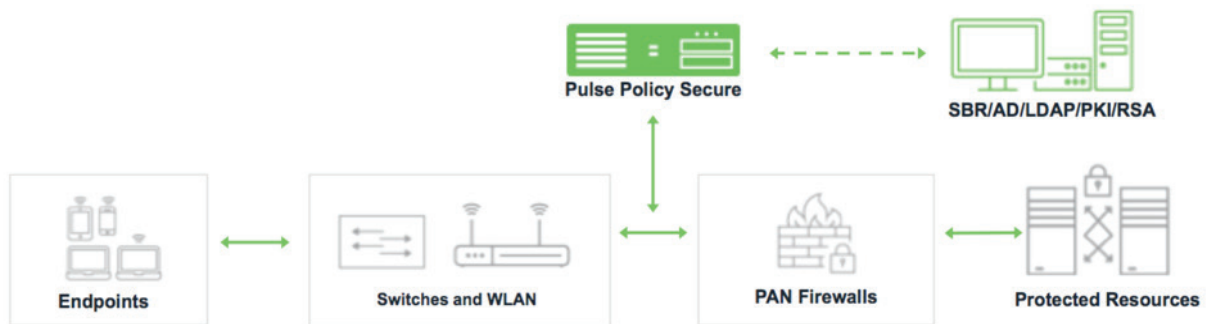 Pulse Policy Secure
SBR/AD/LDAP/PKI/RSA
Endpoints
Switches and WLAN
PAN Firewalls
Protected Resources